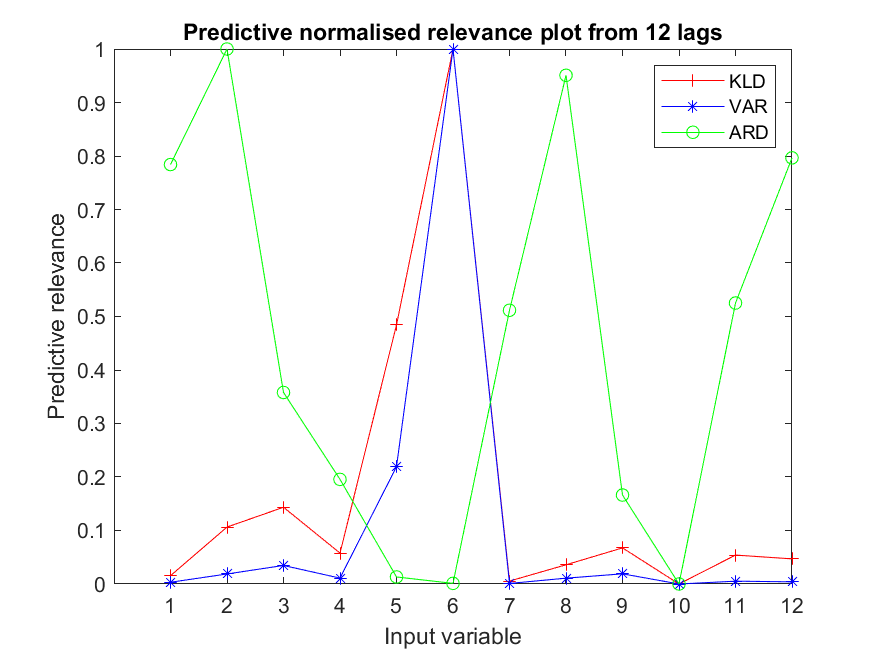 Predictive normalised relevance plot from 12 lags
KLD
VAR
ARD
Predictive relevance
1
0.9
0.8
0.7
0.6
0.5
0.4
0.3
0.2
0.1
0
1 2 3 4 5 6 7 8 9 10 11 12
Input variable